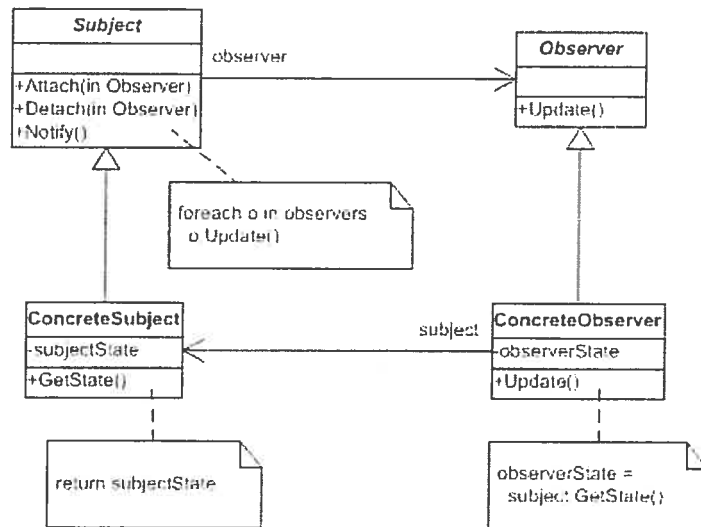 Subject
observer
Observer
+Attach(in Observer)
+Detach(in Observer)
+Notify()
+Update()
foreach o in observers
o.Update()
ConcreteSubject
-subjectState
+GetState()
subject
ConcreteObserver
-observerState
+Update()
return subjectState
observerState =
subject.GetState()